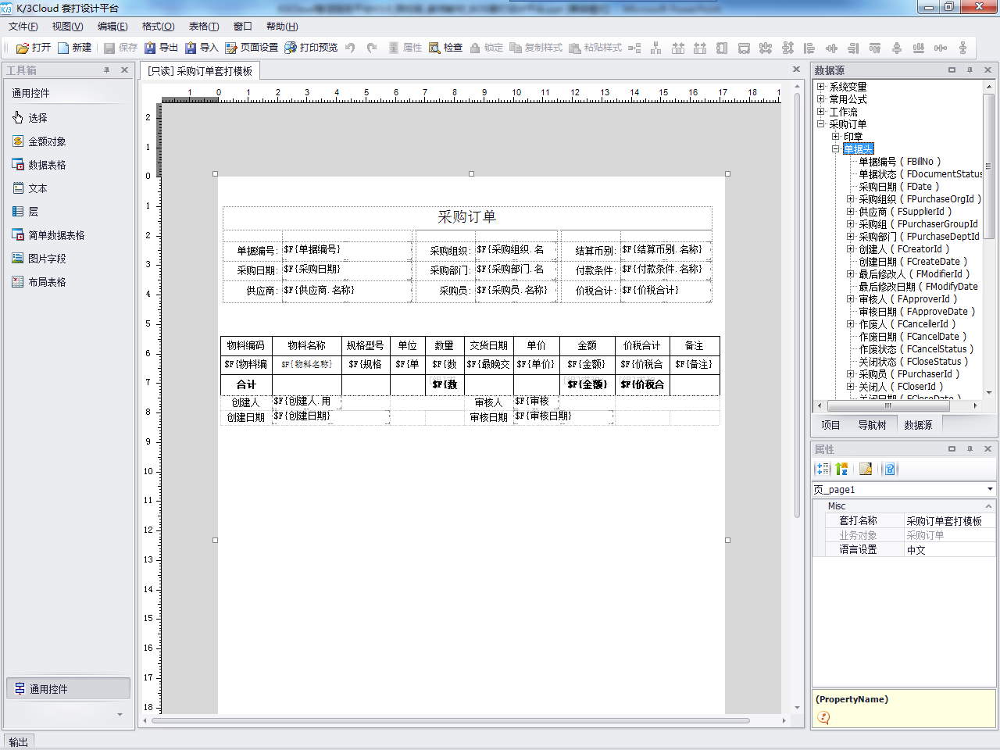 K/3Cloud 套打设计平台
文件(F) 视图(V) 编辑(E) 格式(O) 表格(T) 窗口 帮助(H)
打开 新建 保存 导出 导入 页面设置 打印预览 属性 检查 锁定 复制样式 粘贴样式
工具箱
通用控件
选择
金额对象
数据表格
文本
层
简单数据表格
图片字段
布局表格
通用控件
输出
[只读] 采购订单套打模板
1 0 1 2 3 4 5 6 7 8 9 10 11 12 13 14 15 16 17 18 1
2
1
0
1
2
3
4
5
6
7
8
9
10
11
12
13
14
15
16
17
18
采购订单
单据编号: $F{单据编号} 采购组织: $F{采购组织.名 结算币别: $F{结算币别.名称}
采购日期: $F{采购日期} 采购部门: $F{采购部门.名 付款条件: $F{付款条件.名称}
供应商: $F{供应商.名称} 采购员: $F{采购员.名称} 价税合计: $F{价税合计}
物料编码 物料名称 规格型号 单位 数量 交货日期 单价 金额 价税合计 备注
$F{物料编 $F{物料名称} $F{规格 $F{单 $F{数 $F{最晚交 $F{单价} $F{金额} $F{价税合 $F{备注}
合计 $F{数 $F{金额} $F{价税合
创建人 $F{创建人.用 审核人 $F{审核
创建日期 $F{创建日期} 审核日期 $F{审核日期}
数据源
系统变量
常用公式
工作流
采购订单
印章
单据头
单据编号 ( FBillNo )
单据状态 ( FDocumentStatus
采购日期 ( FDate )
采购组织 ( FPurchaseOrgId )
供应商 ( FSupplierId )
采购组 ( FPurchaserGroupId
采购部门 ( FPurchaseDeptId
创建人 ( FCreatorId )
创建日期 ( FCreateDate )
最后修改人 ( FModifierId )
最后修改日期 ( FModifyDate
审核人 ( FApproverId )
审核日期 ( FApproveDate )
作废人 ( FCancellerId )
作废日期 ( FCancelDate )
作废状态 ( FCancelStatus )
关闭状态 ( FCloseStatus )
采购员 ( FPurchaserId )
关闭人 ( FCloserId )
关闭日期 ( FCloseDate )
项目 导航树 数据源
属性
页_page1
Misc
套打名称 采购订单套打模板
业务对象 采购订单
语言设置 中文
(PropertyName)